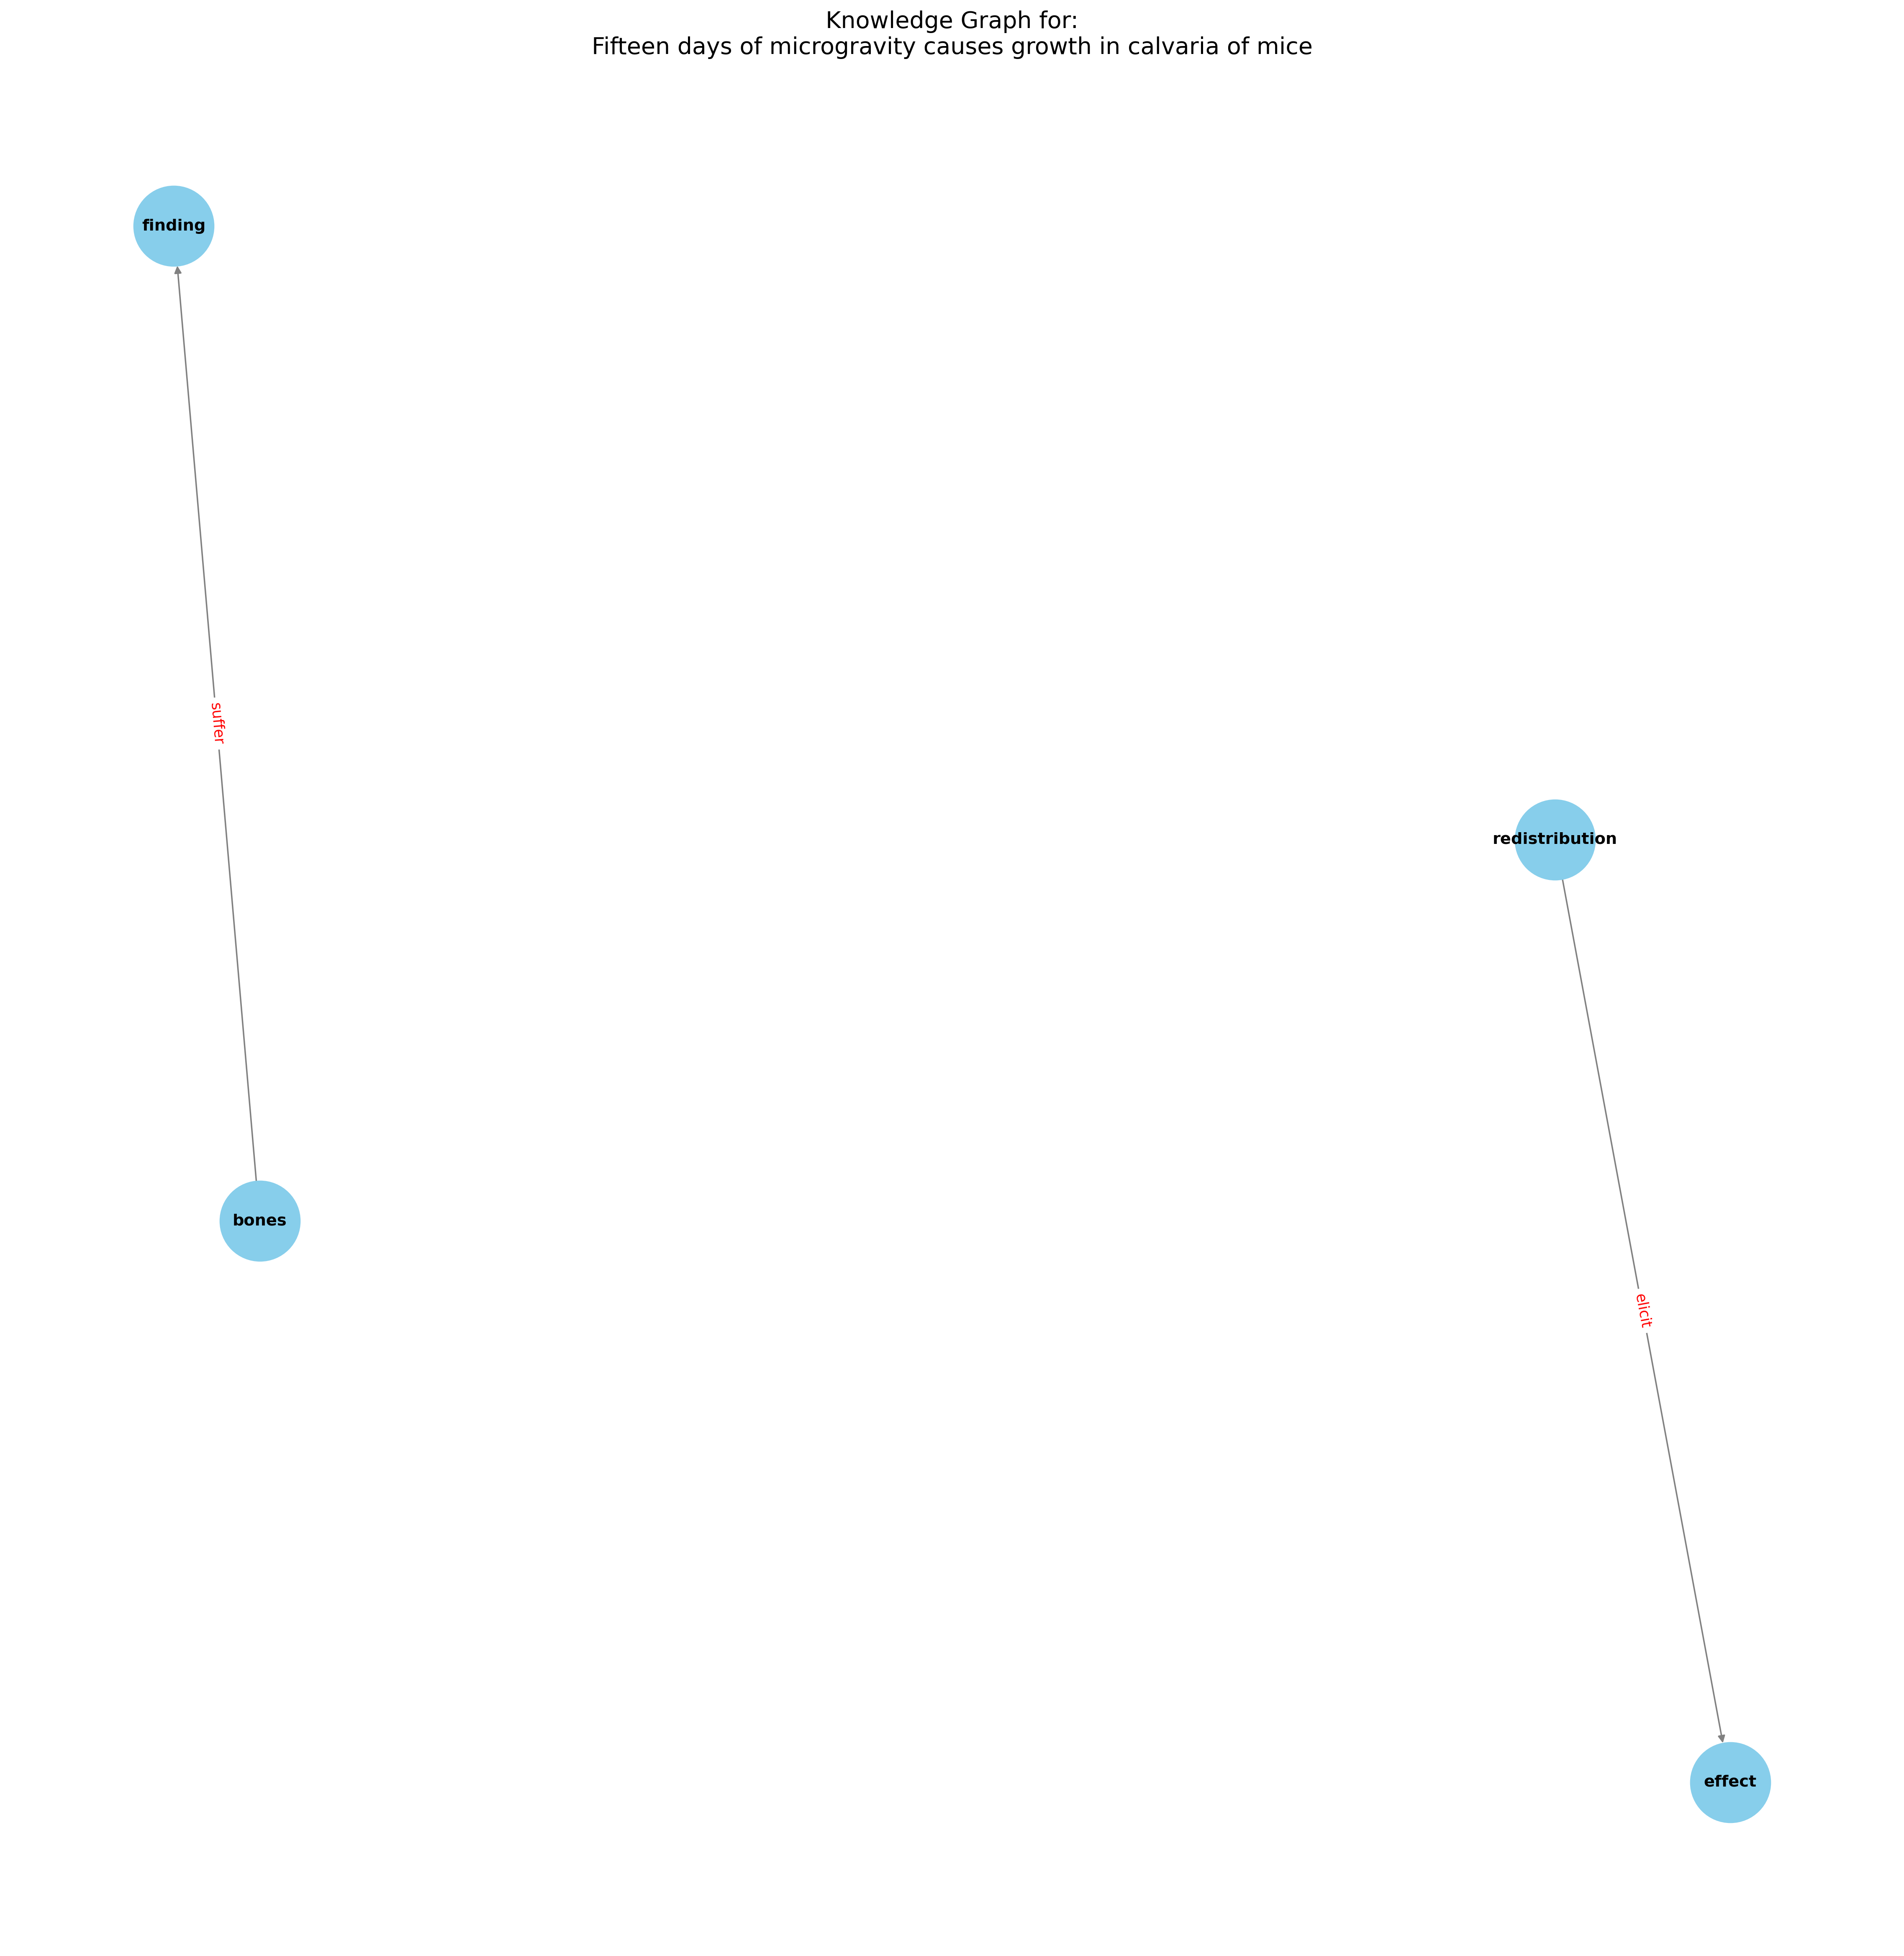 Knowledge Graph for:
Fifteen days of microgravity causes growth in calvaria of mice
finding
suffer
redistribution
bones
elicit
effect